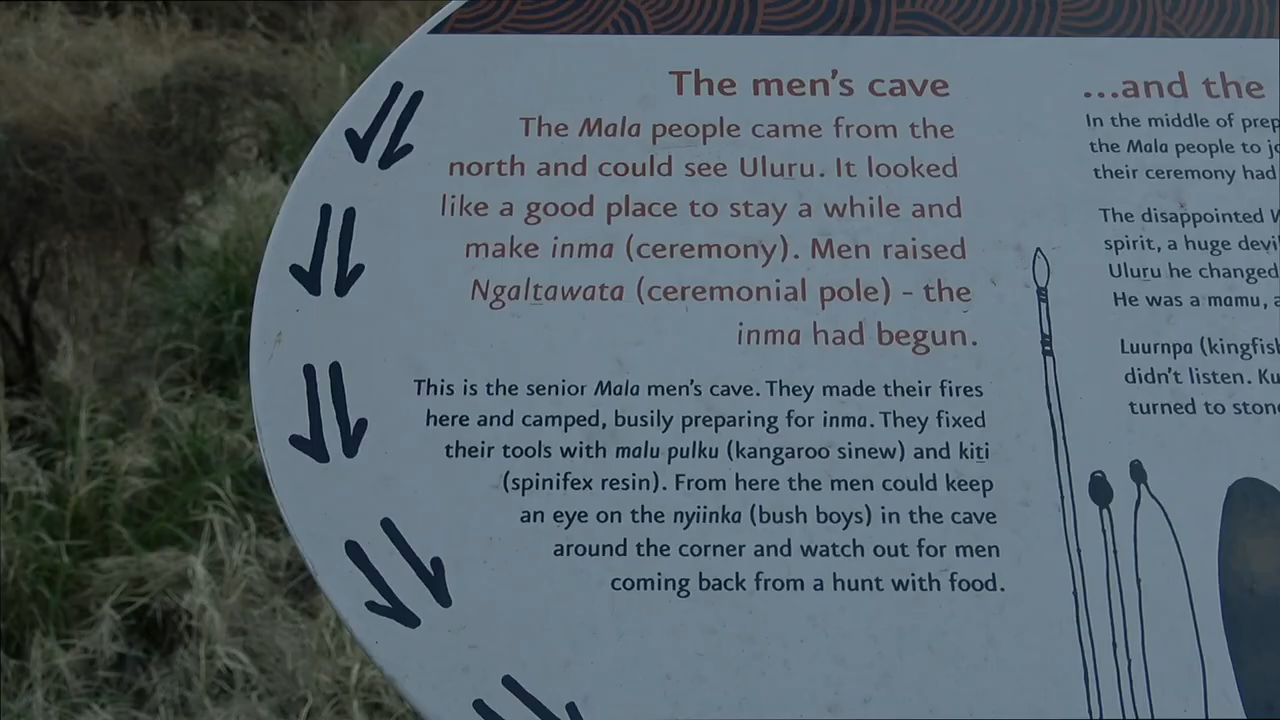 The men's cave
The Mala people came from the
north and could see Uluru. It looked
like a good place to stay a while and
make inma (ceremony). Men raised
Ngalṯawata (ceremonial pole) - the
inma had begun.
This is the senior Mala men's cave. They made their fires
here and camped, busily preparing for inma. They fixed
their tools with malu pulku (kangaroo sinew) and kiṯi
(spinifex resin). From here the men could keep
an eye on the nyiinka (bush boys) in the cave
around the corner and watch out for men
coming back from a hunt with food.
...and the
In the middle of
the Mala people to
their ceremony had
The disappointed
spirit, a huge
Uluru he changed
He was a mamu,
Luurnpa
didn't listen.
turned to